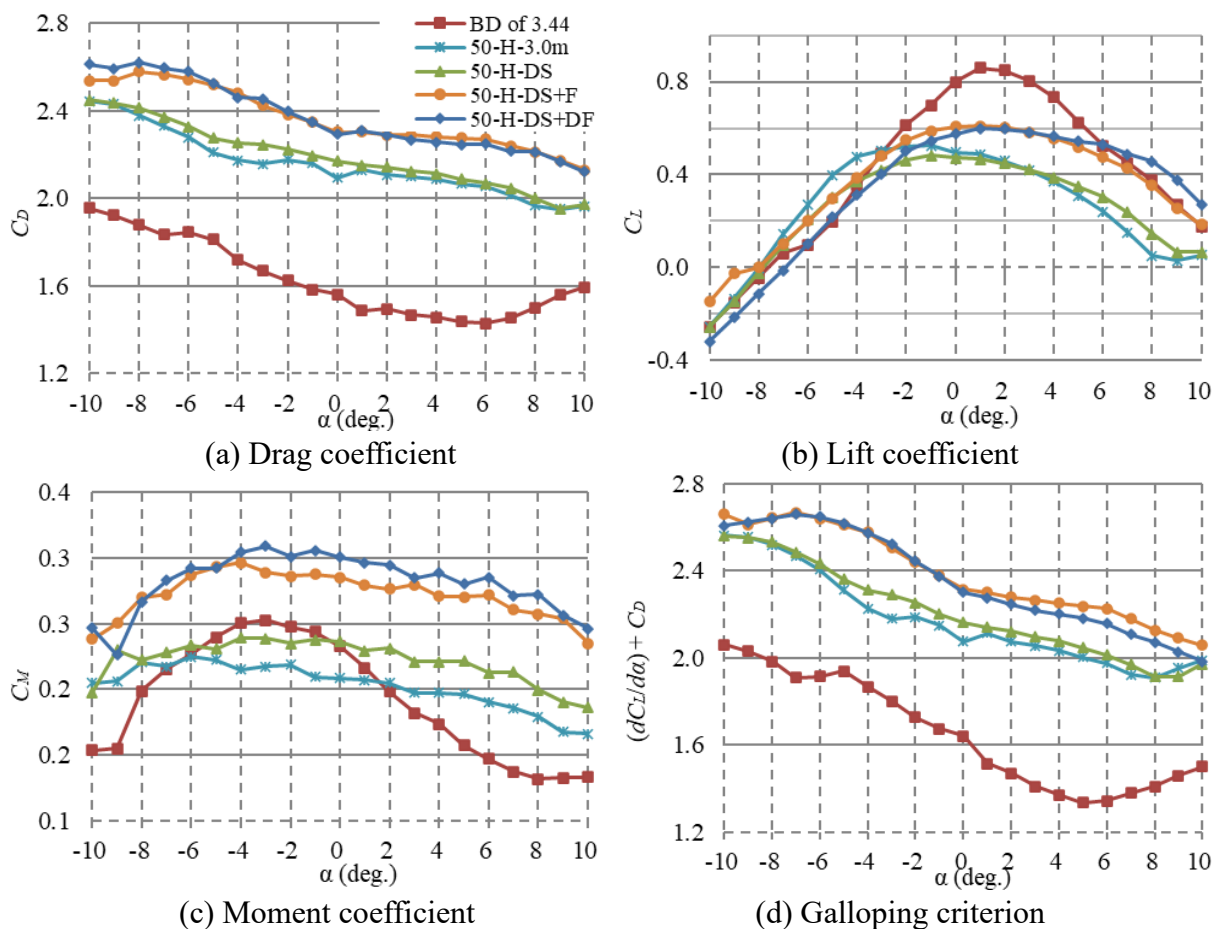 2.8
2.4
2.0
1.6
1.2
C_D
BD of 3.44
50-H-3.0m
50-H-DS
50-H-DS+F
50-H-DS+DF
-10 -8 -6 -4 -2 0 2 4 6 8 10
α (deg.)
(a) Drag coefficient
0.8
0.4
0.0
-0.4
C_L
-10 -8 -6 -4 -2 0 2 4 6 8 10
α (deg.)
(b) Lift coefficient
0.4
0.3
0.3
0.2
0.2
0.1
C_M
-10 -8 -6 -4 -2 0 2 4 6 8 10
α (deg.)
(c) Moment coefficient
2.8
2.4
2.0
1.6
1.2
(dC_L/dα) + C_D
-10 -8 -6 -4 -2 0 2 4 6 8 10
α (deg.)
(d) Galloping criterion